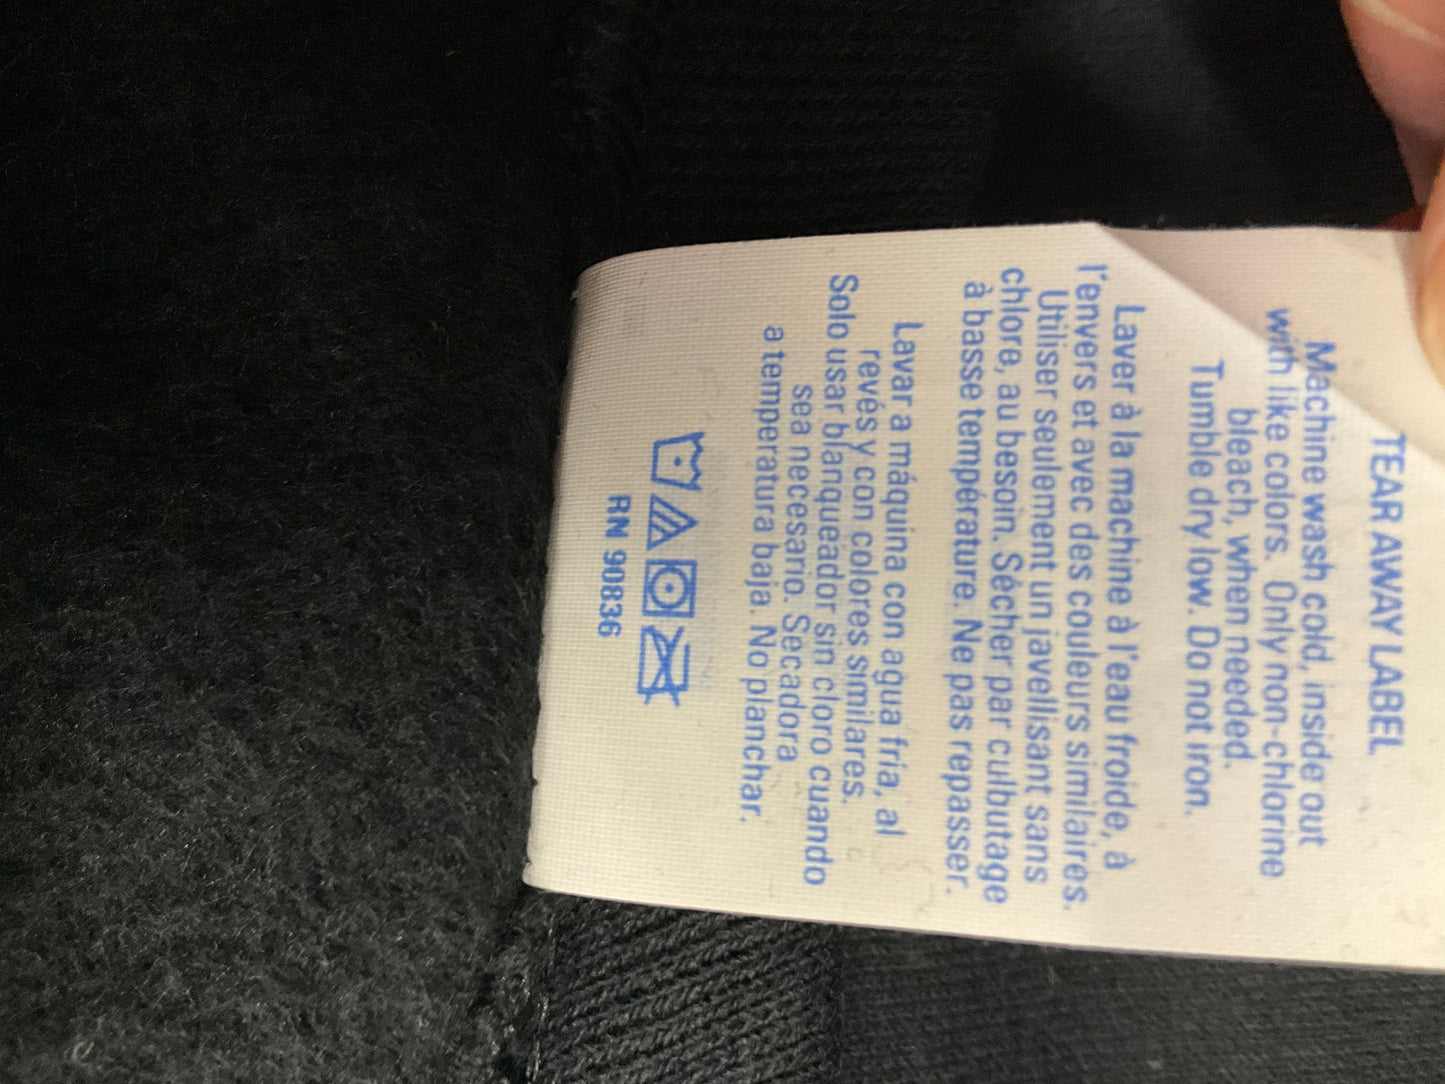 TEAR AWAY LABEL
Machine wash cold, inside out
with like colors. Only non-chlorine
bleach, when needed.
Tumble dry low. Do not iron.
Laver à la machine à l'eau froide, à
l'envers et avec des couleurs similaires.
Utiliser seulement un javellisant sans
chlore, au besoin. Sécher par culbutage
à basse température. Ne pas repasser.
Lavar a máquina con agua fría, al
revés y con colores similares.
Solo usar blanqueador sin cloro cuando
sea necesario. Secadora
a temperatura baja. No planchar.
RN 90836